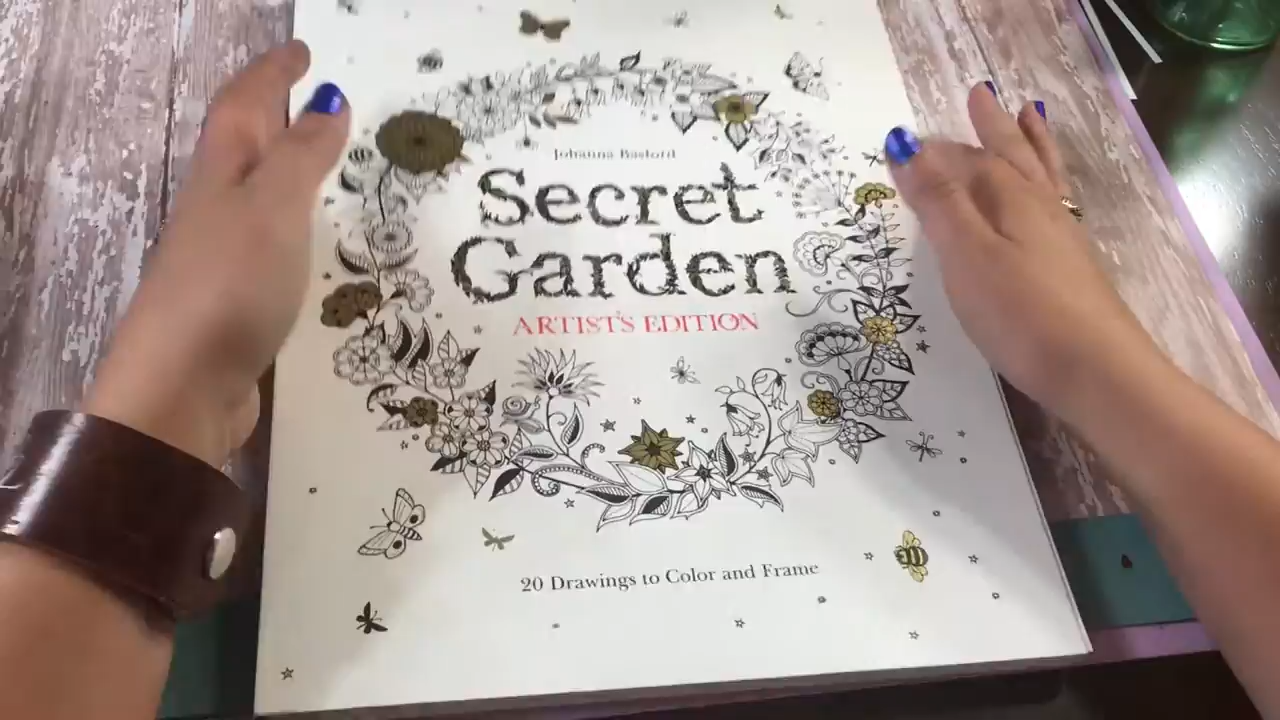 Johanna Basford
Secret
Garden
ARTIST'S EDITION
20 Drawings to Color and Frame